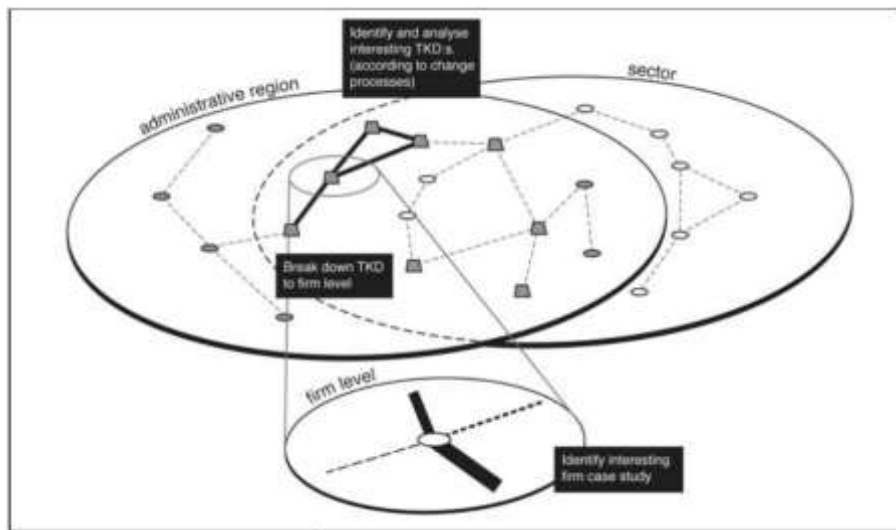 Identify and analyse
interesting TKD:s.
(according to change
processes)
sector
administrative region
Break down TKD
to firm level
firm level
Identify interesting
firm case study